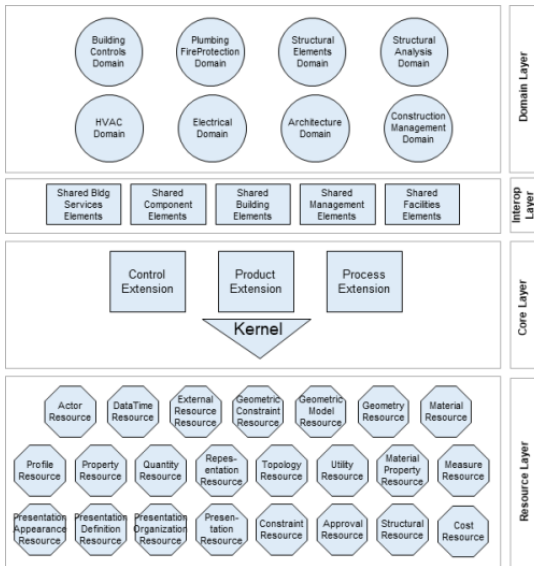 Building
Controls
Domain
Plumbing
FireProtection
Domain
Structural
Elements
Domain
Structural
Analysis
Domain
HVAC
Domain
Electrical
Domain
Architecture
Domain
Construction
Management
Domain
Domain Layer
Shared Bldg
Services
Elements
Shared
Component
Elements
Shared
Building
Elements
Shared
Management
Elements
Shared
Facilities
Elements
Interop
Layer
Control
Extension
Product
Extension
Process
Extension
Kernel
Core Layer
Actor
Resource
DataTime
Resource
External
Resource
Resource
Geometric
Constraint
Resource
Geometric
Model
Resource
Geometry
Resource
Material
Resource
Profile
Resource
Property
Resource
Quantity
Resource
Repes-
entation
Resource
Topology
Resource
Utility
Resource
Material
Property
Resource
Measure
Resource
Presentation
Appearance
Resource
Presentation
Definition
Resource
Presentation
Organization
Resource
Presen-
tation
Resource
Constraint
Resource
Approval
Resource
Structural
Resource
Cost
Resource
Resource Layer